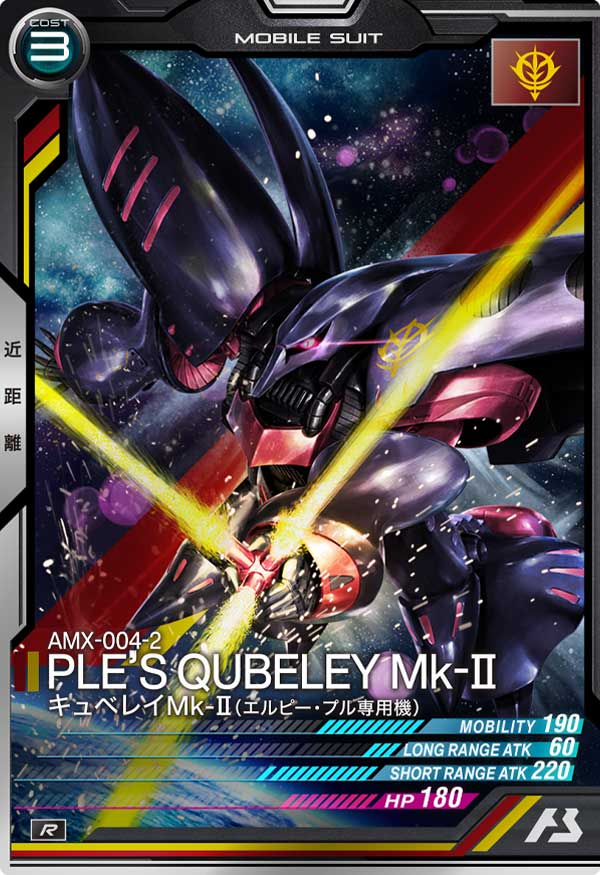 COST
3
MOBILE SUIT
近距離
AMX-004-2
PLE'S QUBELEY Mk-II
キュベレイMk-II(エルピー・プル専用機)
MOBILITY 190
LONG RANGE ATK 60
SHORT RANGE ATK 220
HP 180
R